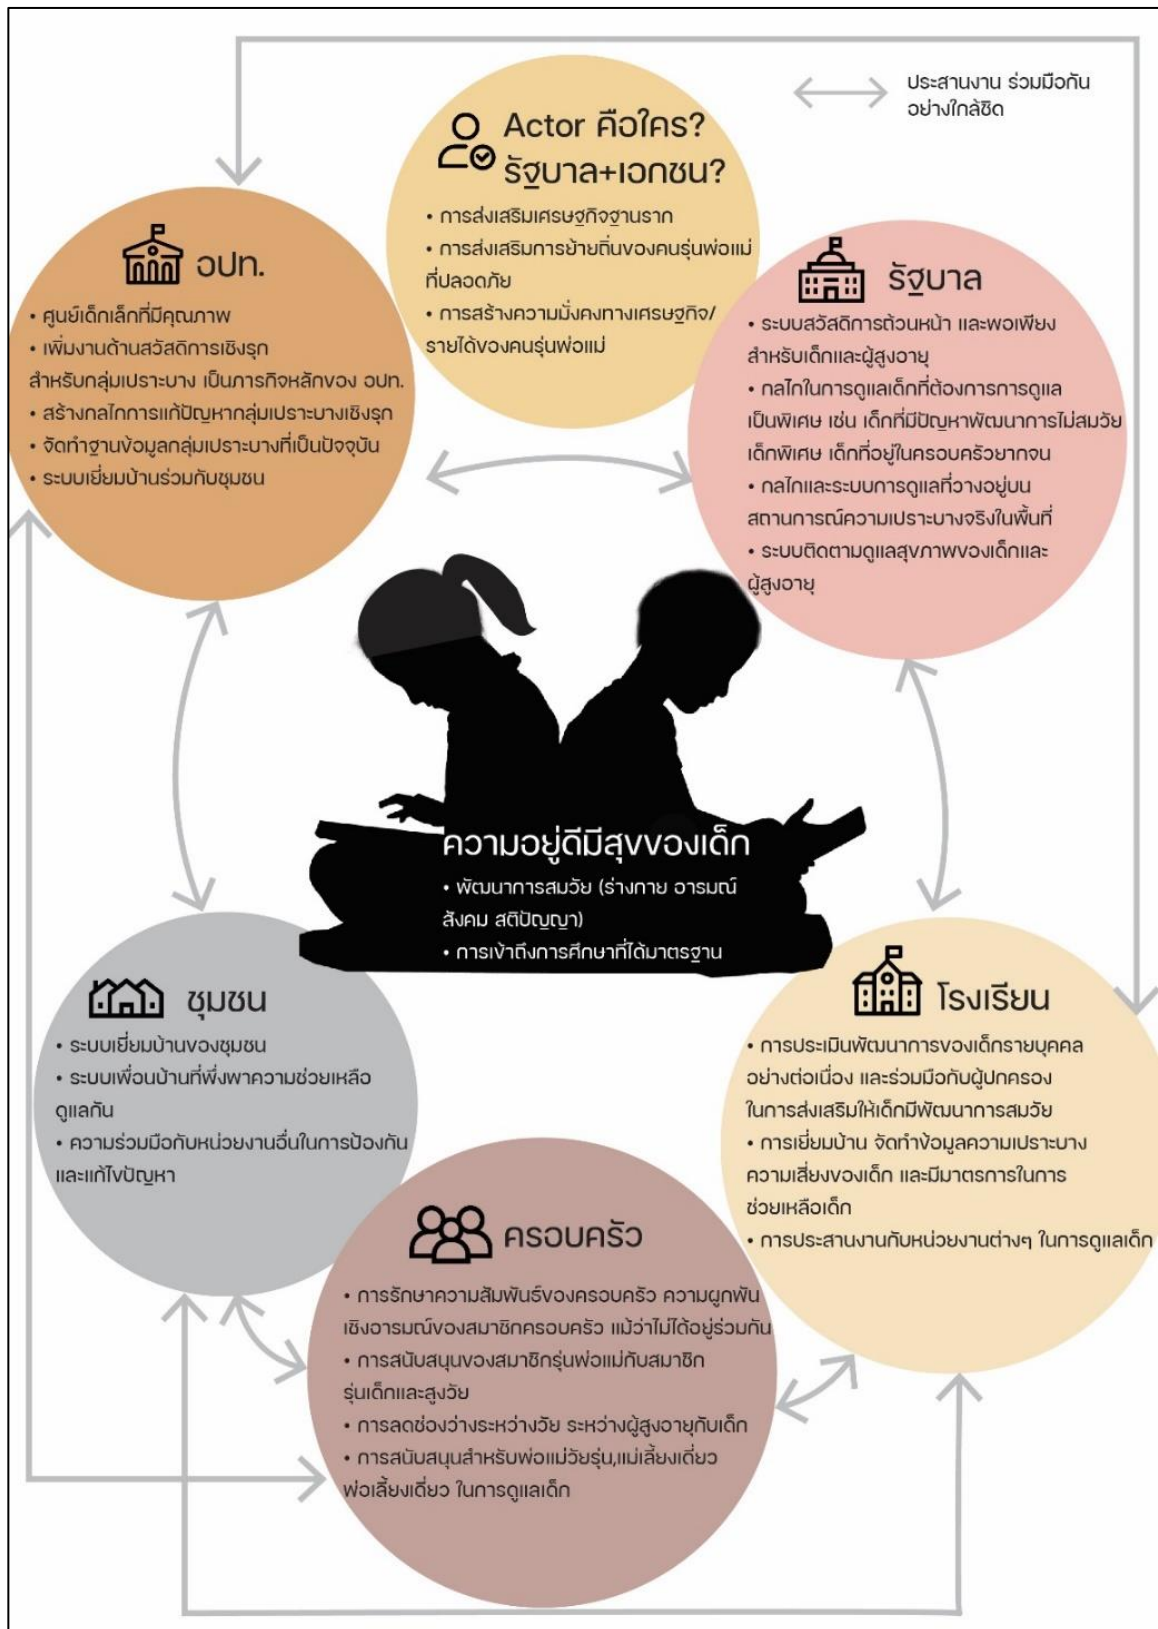 ประสานงาน ร่วมมือกัน
อย่างใกล้ชิด
Actor คือใคร?
รัฐบาล+เอกชน?
• การส่งเสริมเศรษฐกิจฐานราก
• การส่งเสริมการย้ายถิ่นของคนรุ่นพ่อแม่
ที่ปลอดภัย
• การสร้างความมั่งคงทางเศรษฐกิจ/
รายได้ของคนรุ่นพ่อแม่
อปท.
• ศูนย์เด็กเล็กที่มีคุณภาพ
• เพิ่มงานด้านสวัสดิการเชิงรุก
สำหรับกลุ่มเปราะบาง เป็นภารกิจหลักของ อปท.
• สร้างกลไกการแก้ปัญหากลุ่มเปราะบางเชิงรุก
• จัดทำฐานข้อมูลกลุ่มเปราะบางที่เป็นปัจจุบัน
• ระบบเยี่ยมบ้านร่วมกับชุมชน
รัฐบาล
• ระบบสวัสดิการถ้วนหน้า และพอเพียง
สำหรับเด็กและผู้สูงอายุ
• กลไกในการดูแลเด็กที่ต้องการการดูแล
เป็นพิเศษ เช่น เด็กที่มีปัญหาพัฒนาการไม่สมวัย
เด็กพิเศษ เด็กที่อยู่ในครอบครัวยากจน
• กลไกและระบบการดูแลที่วางอยู่บน
สถานการณ์ความเปราะบางจริงในพื้นที่
• ระบบติดตามดูแลสุขภาพของเด็กและ
ผู้สูงอายุ
ความอยู่ดีมีสุขของเด็ก
• พัฒนาการสมวัย (ร่างกาย อารมณ์
สังคม สติปัญญา)
• การเข้าถึงการศึกษาที่ได้มาตรฐาน
ชุมชน
• ระบบเยี่ยมบ้านของชุมชน
• ระบบเพื่อนบ้านที่พึ่งพาความช่วยเหลือ
ดูแลกัน
• ความร่วมมือกับหน่วยงานอื่นในการป้องกัน
และแก้ไขปัญหา
โรงเรียน
• การประเมินพัฒนาการของเด็กรายบุคคล
อย่างต่อเนื่อง และร่วมมือกับผู้ปกครอง
ในการส่งเสริมให้เด็กมีพัฒนาการสมวัย
• การเยี่ยมบ้าน จัดทำข้อมูลความเปราะบาง
ความเสี่ยงของเด็ก และมีมาตรการในการ
ช่วยเหลือเด็ก
• การประสานงานกับหน่วยงานต่างๆ ในการดูแลเด็ก
ครอบครัว
• การรักษาความสัมพันธ์ของครอบครัว ความผูกพัน
เชิงอารมณ์ของสมาชิกครอบครัว แม้ว่าไม่ได้อยู่ร่วมกัน
• การสนับสนุนของสมาชิกรุ่นพ่อแม่กับสมาชิก
รุ่นเด็กและสูงวัย
• การลดช่องว่างระหว่างวัย ระหว่างผู้สูงอายุกับเด็ก
• การสนับสนุนสำหรับพ่อแม่วัยรุ่น,แม่เลี้ยงเดี่ยว
พ่อเลี้ยงเดี่ยว ในการดูแลเด็ก